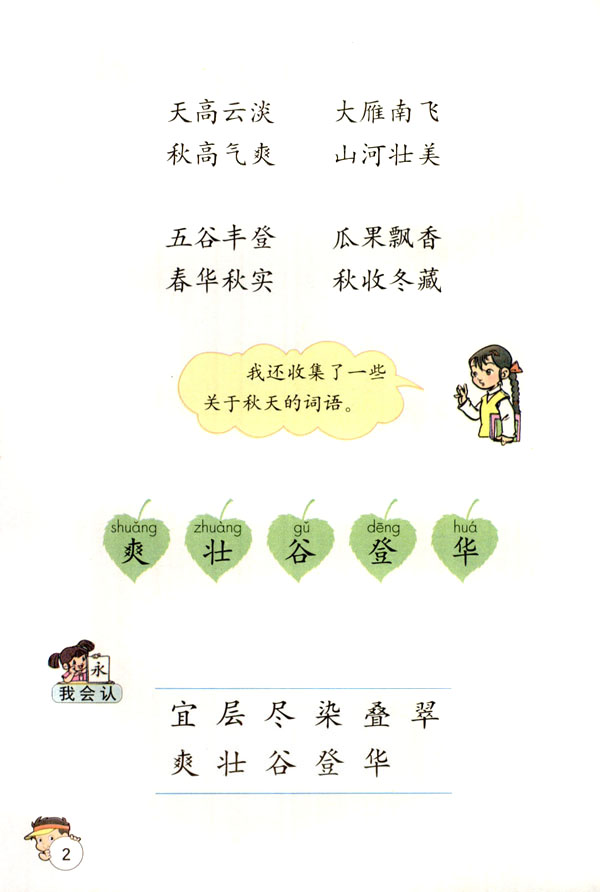 天高云淡 大雁南飞
秋高气爽 山河壮美
五谷丰登 瓜果飘香
春华秋实 秋收冬藏
我还收集了一些
关于秋天的词语。
shuǎng zhuàng gǔ dēng huá
爽 壮 谷 登 华
永
我会认
宜 层 尽 染 叠 翠
爽 壮 谷 登 华
2